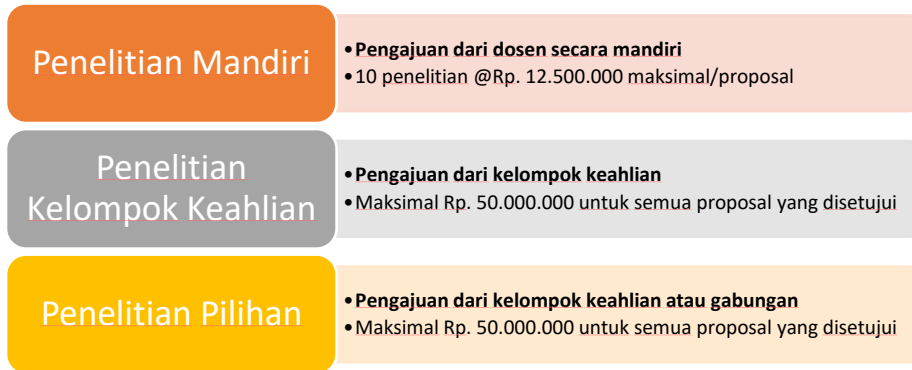 Penelitian Mandiri
• Pengajuan dari dosen secara mandiri
• 10 penelitian @Rp. 12.500.000 maksimal/proposal
Penelitian
Kelompok Keahlian
• Pengajuan dari kelompok keahlian
• Maksimal Rp. 50.000.000 untuk semua proposal yang disetujui
Penelitian Pilihan
• Pengajuan dari kelompok keahlian atau gabungan
• Maksimal Rp. 50.000.000 untuk semua proposal yang disetujui